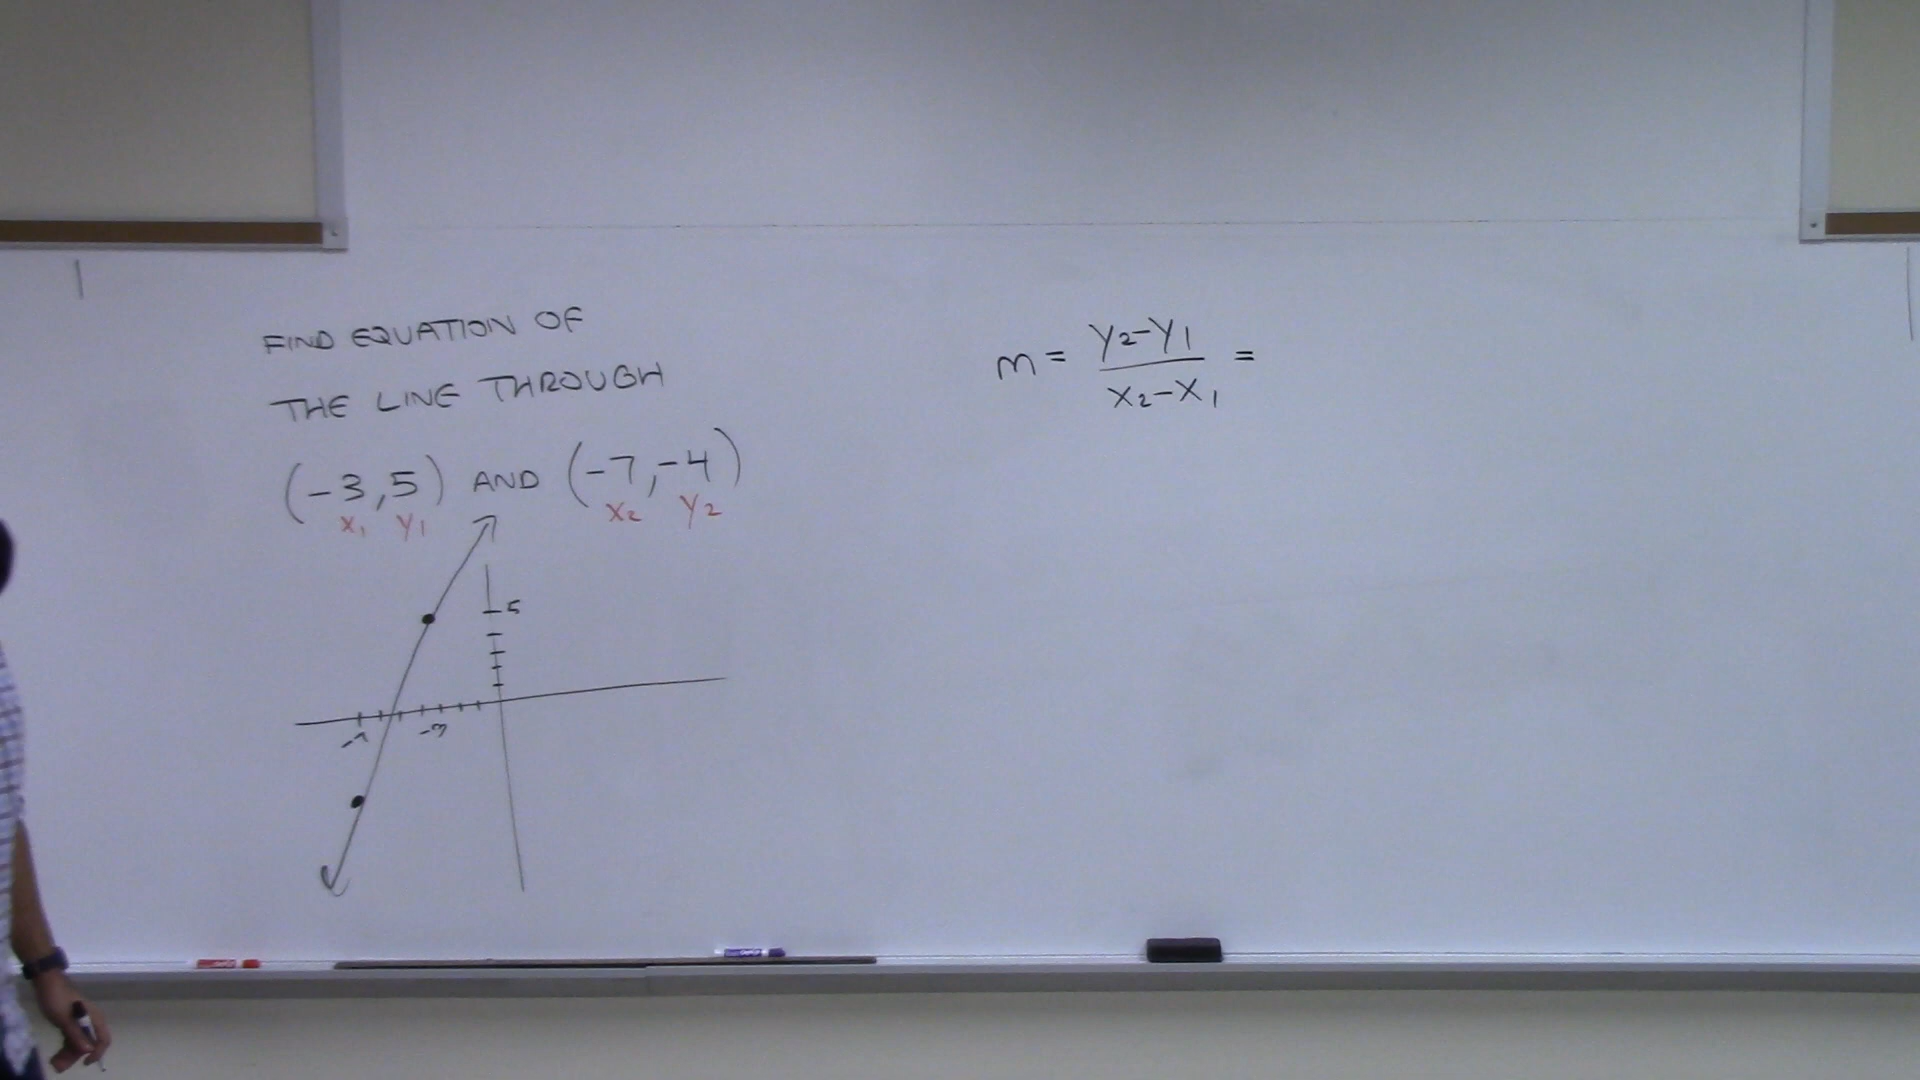 FIND EQUATION OF
THE LINE THROUGH
(-3,5) AND (-7,-4)
x₁ y₁ x₂ y₂
5
-7 -3
m = y₂-y₁ / x₂-x₁ =